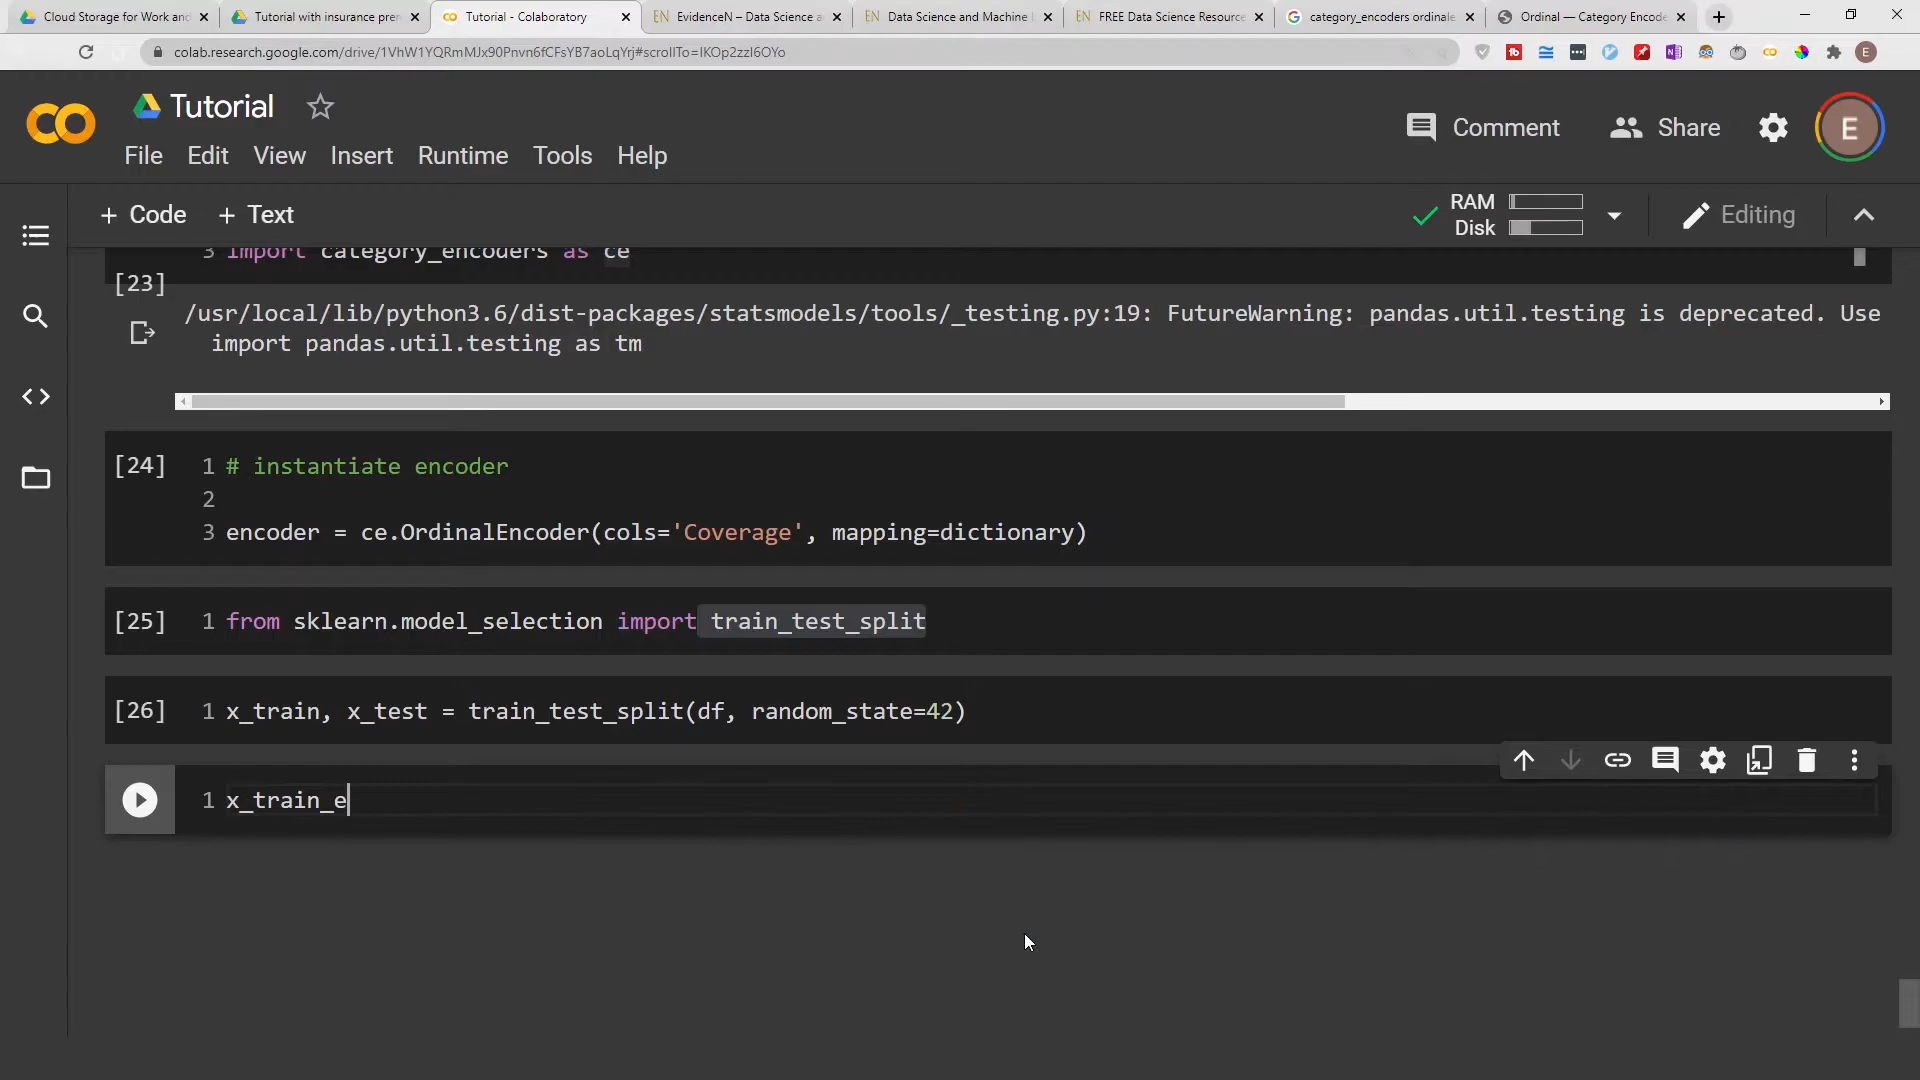 Cloud Storage for Work and
Tutorial with insurance prem
Tutorial - Colaboratory
EN EvidenceN – Data Science a
EN Data Science and Machine L
EN FREE Data Science Resource
category_encoders ordinale
Ordinal — Category Encode
colab.research.google.com/drive/1VhW1YQRmMJx90Pnvn6fCFsYB7aoLqYrj#scrollTo=IKOp2zzI6OYo
E
Tutorial
Comment
Share
E
File Edit View Insert Runtime Tools Help
+ Code + Text
RAM
Disk
Editing
3 import category_encoders as ce
[23]
/usr/local/lib/python3.6/dist-packages/statsmodels/tools/_testing.py:19: FutureWarning: pandas.util.testing is deprecated. Use
import pandas.util.testing as tm
[24] 1 # instantiate encoder
2
3 encoder = ce.OrdinalEncoder(cols='Coverage', mapping=dictionary)
[25] 1 from sklearn.model_selection import train_test_split
[26] 1 x_train, x_test = train_test_split(df, random_state=42)
1 x_train_e